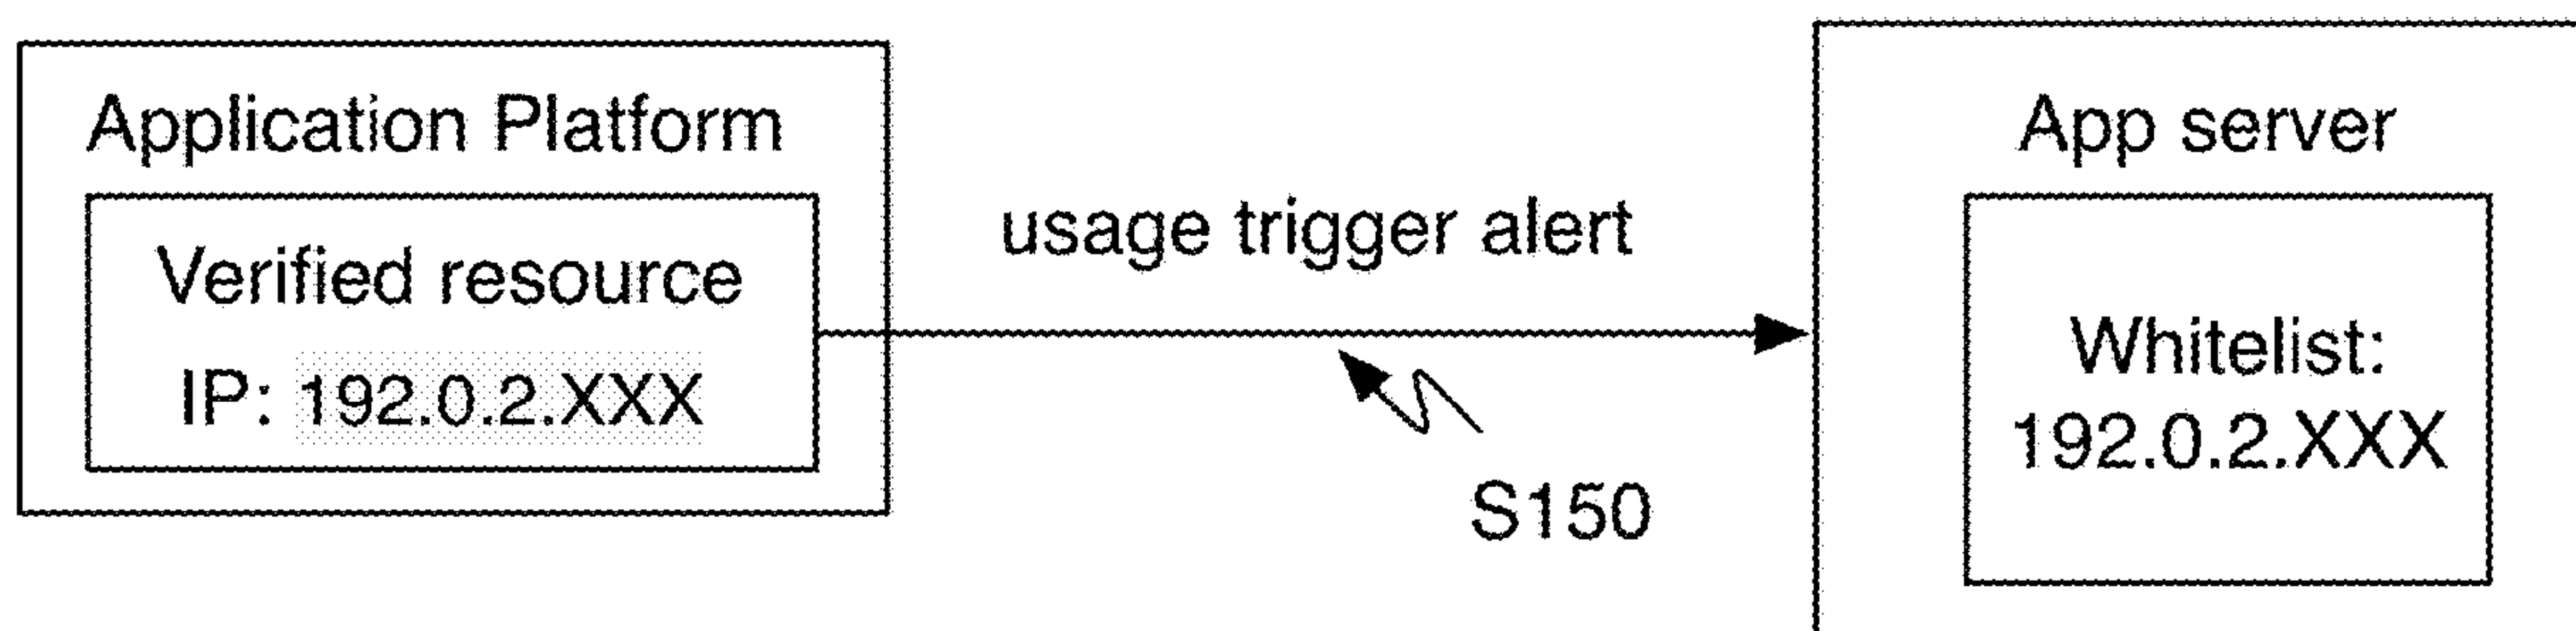 Application Platform
Verified resource
IP: 192.0.2.XXX
usage trigger alert
S150
App server
Whitelist:
192.0.2.XXX